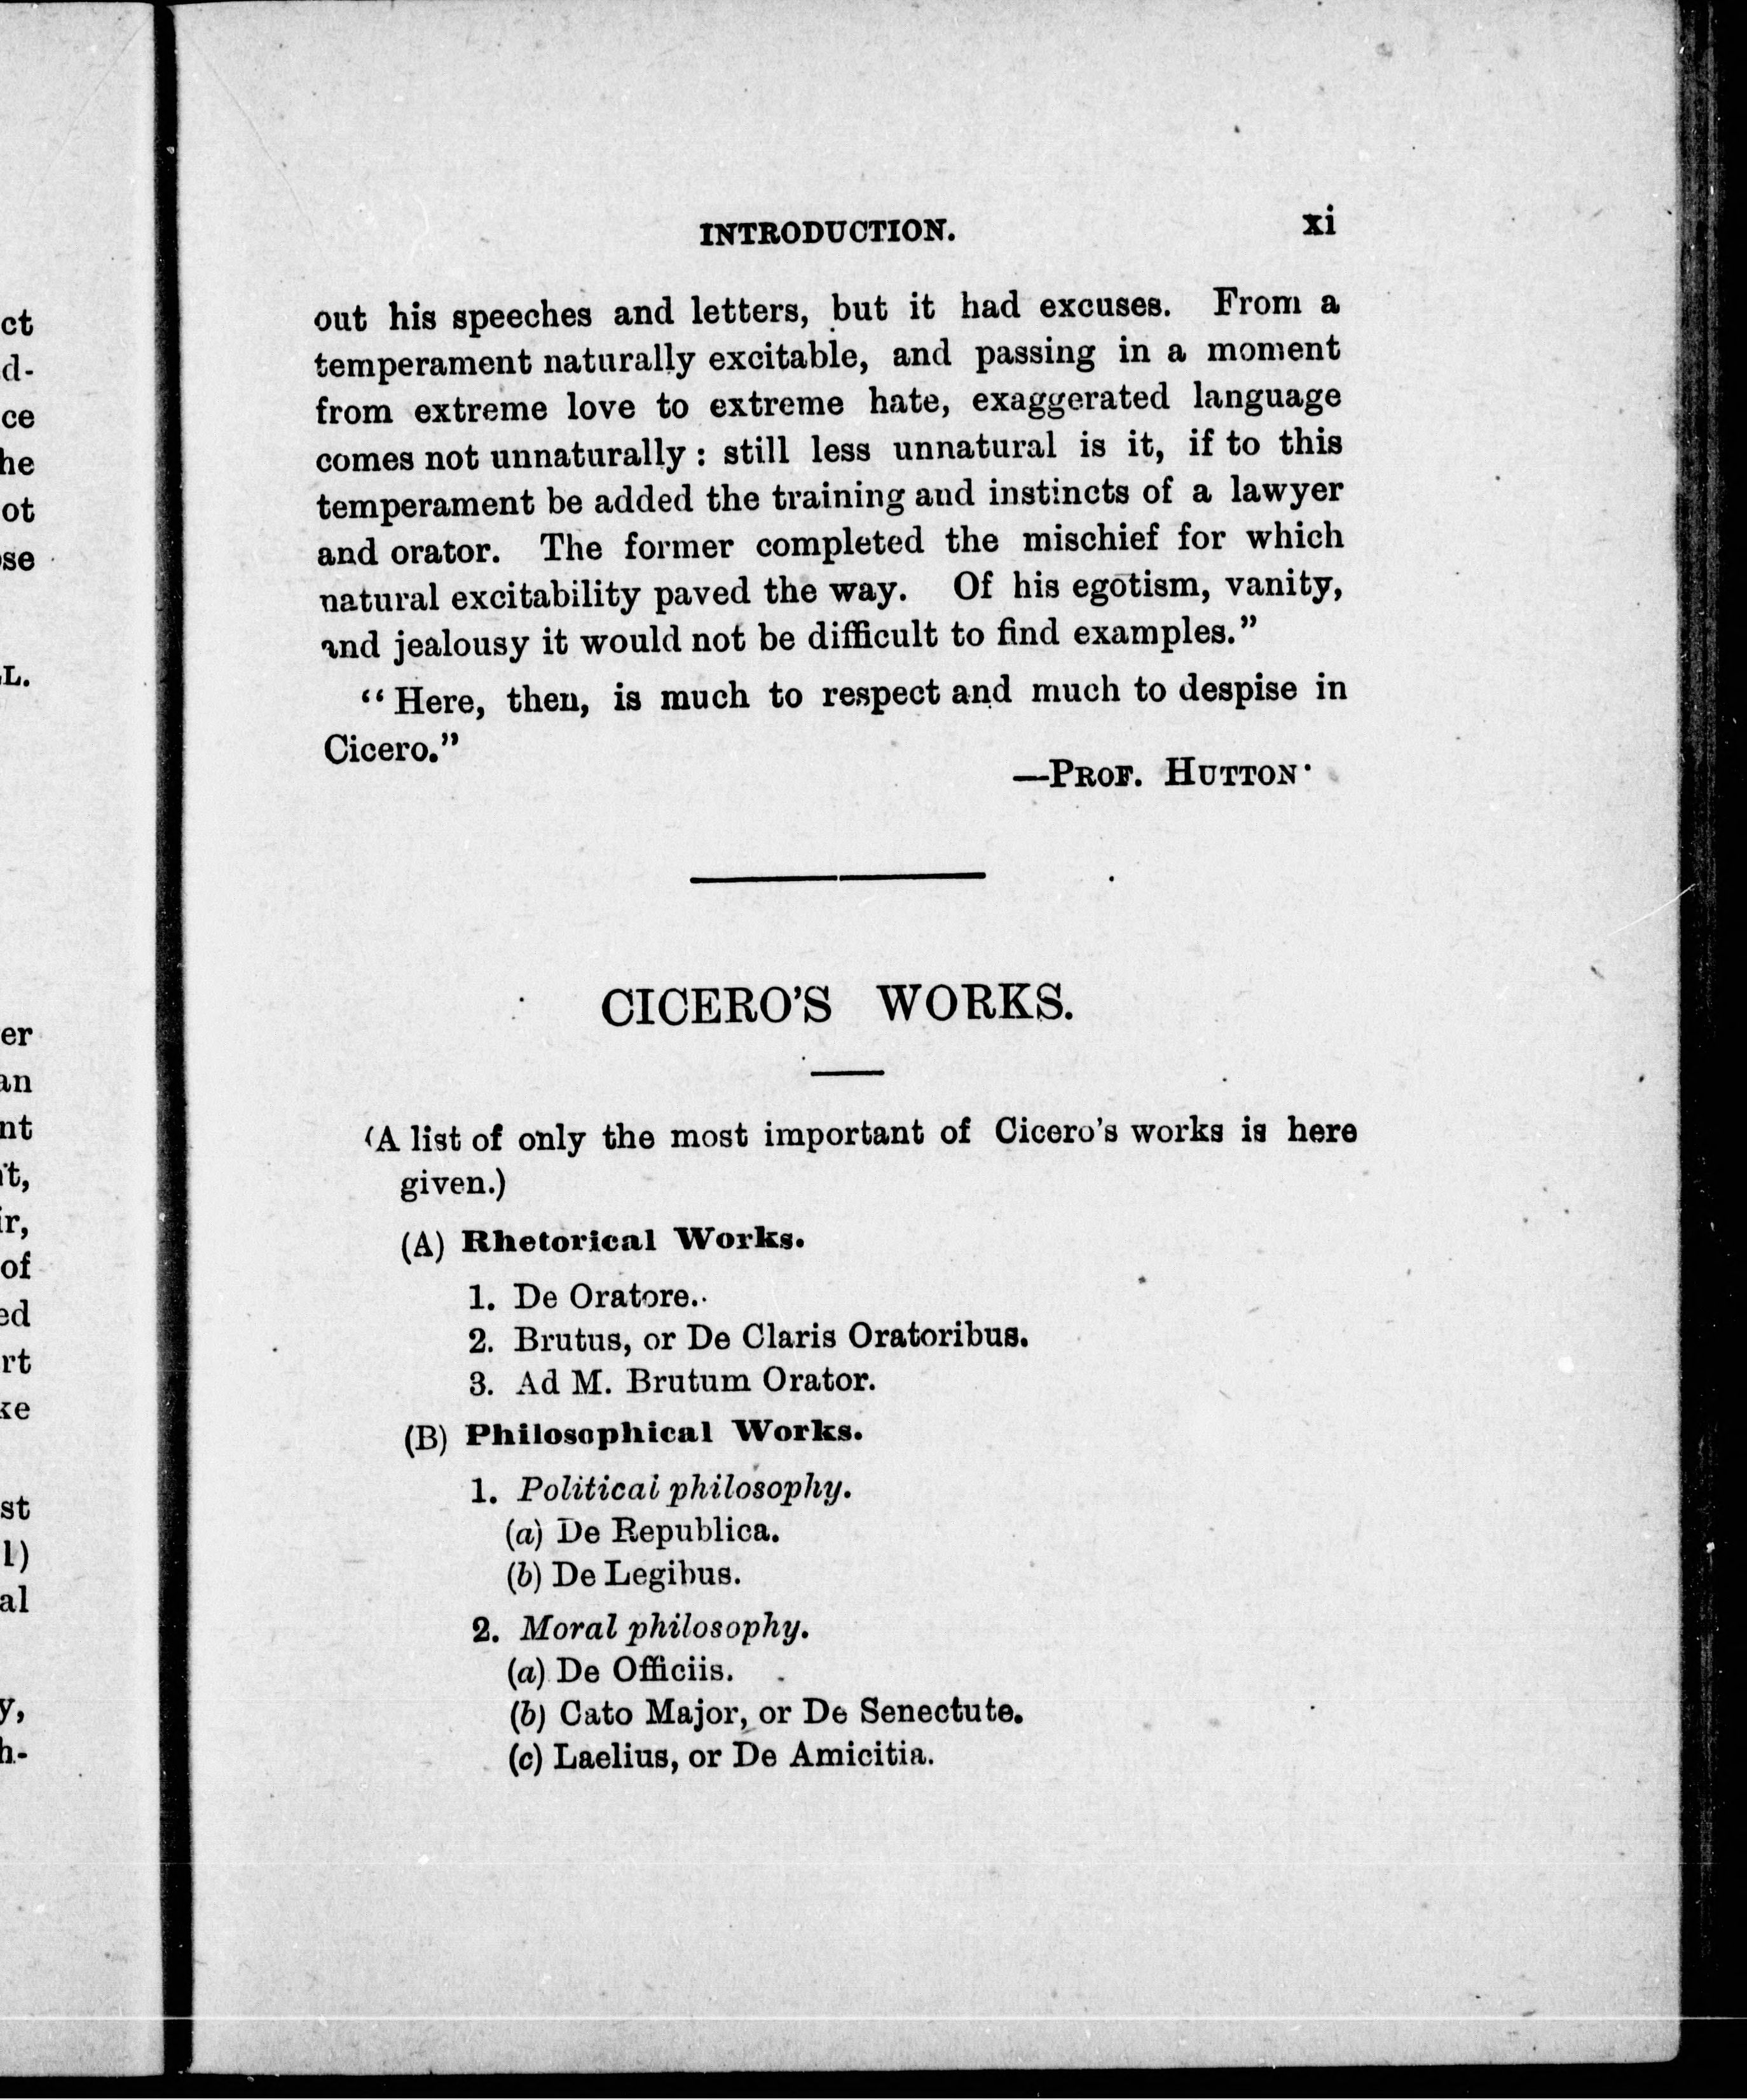 INTRODUCTION. xi
out his speeches and letters, but it had excuses. From a
temperament naturally excitable, and passing in a moment
from extreme love to extreme hate, exaggerated language
comes not unnaturally : still less unnatural is it, if to this
temperament be added the training and instincts of a lawyer
and orator. The former completed the mischief for which
natural excitability paved the way. Of his egotism, vanity,
and jealousy it would not be difficult to find examples.”
“Here, then, is much to respect and much to despise in
Cicero.”
—PROF. HUTTON.
CICERO’S WORKS.
(A list of only the most important of Cicero’s works is here
given.)
(A) Rhetorical Works.
1. De Oratore.
2. Brutus, or De Claris Oratoribus.
3. Ad M. Brutum Orator.
(B) Philosophical Works.
1. Political philosophy.
(a) De Republica.
(b) De Legibus.
2. Moral philosophy.
(a) De Officiis.
(b) Cato Major, or De Senectute.
(c) Laelius, or De Amicitia.